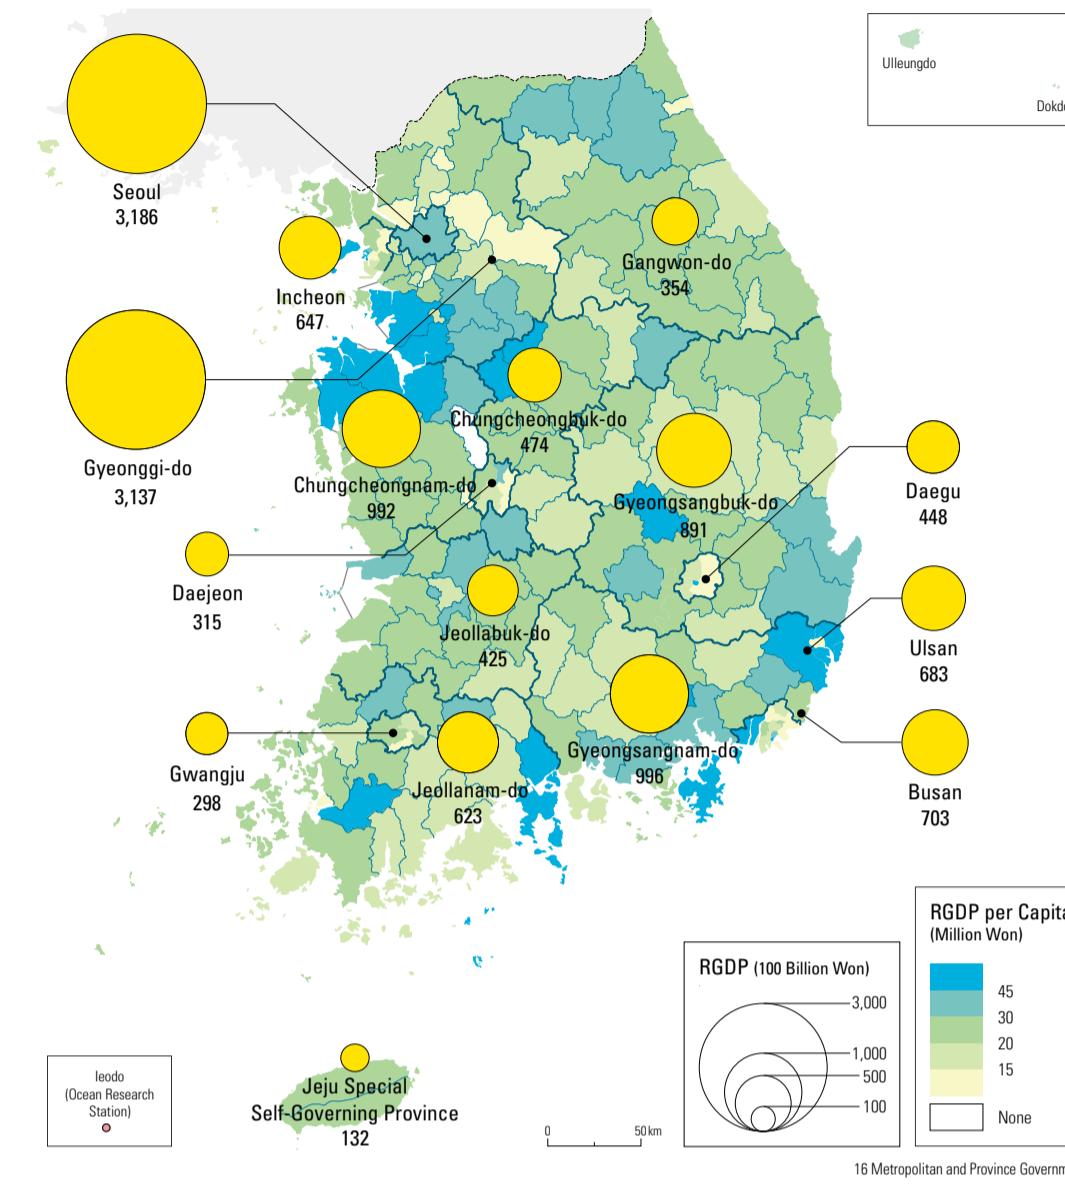 Ulleungdo
Dokd
Seoul
3,186
Incheon
647
Gangwon-do
354
Gyeonggi-do
3,137
Chungcheongbuk-do
474
Chungcheongnam-do
992
Gyeongsangbuk-do
891
Daegu
448
Daejeon
315
Jeollabuk-do
425
Ulsan
683
Gwangju
298
Jeollanam-do
623
Gyeongsangnam-do
996
Busan
703
RGDP per Capita
(Million Won)
45
30
20
15
None
RGDP (100 Billion Won)
3,000
1,000
500
100
Ieodo
(Ocean Research
Station)
Jeju Special
Self-Governing Province
132
0 50 km
16 Metropolitan and Province Governm